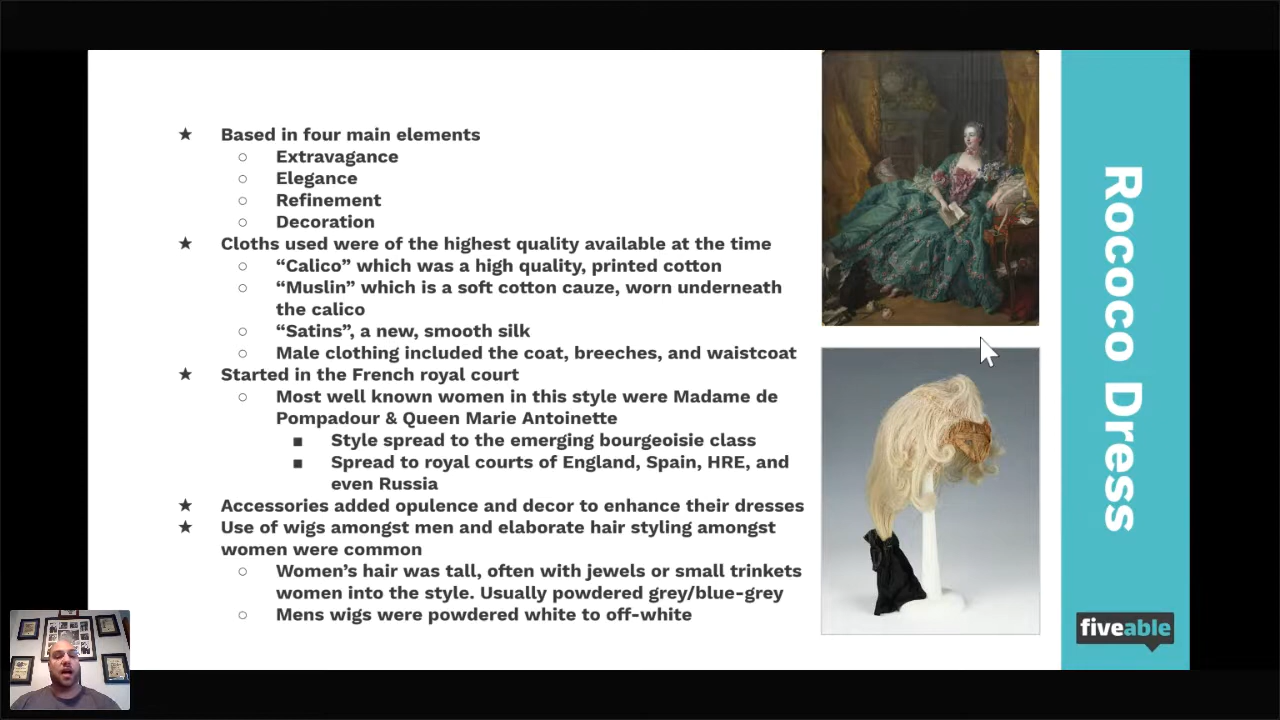 Based in four main elements
Extravagance
Elegance
Refinement
Decoration
Cloths used were of the highest quality available at the time
“Calico” which was a high quality, printed cotton
“Muslin” which is a soft cotton cauze, worn underneath
the calico
“Satins”, a new, smooth silk
Male clothing included the coat, breeches, and waistcoat
Started in the French royal court
Most well known women in this style were Madame de
Pompadour & Queen Marie Antoinette
Style spread to the emerging bourgeoisie class
Spread to royal courts of England, Spain, HRE, and
even Russia
Accessories added opulence and decor to enhance their dresses
Use of wigs amongst men and elaborate hair styling amongst
women were common
Women’s hair was tall, often with jewels or small trinkets
women into the style. Usually powdered grey/blue-grey
Mens wigs were powdered white to off-white
Rococo Dress
fiveable